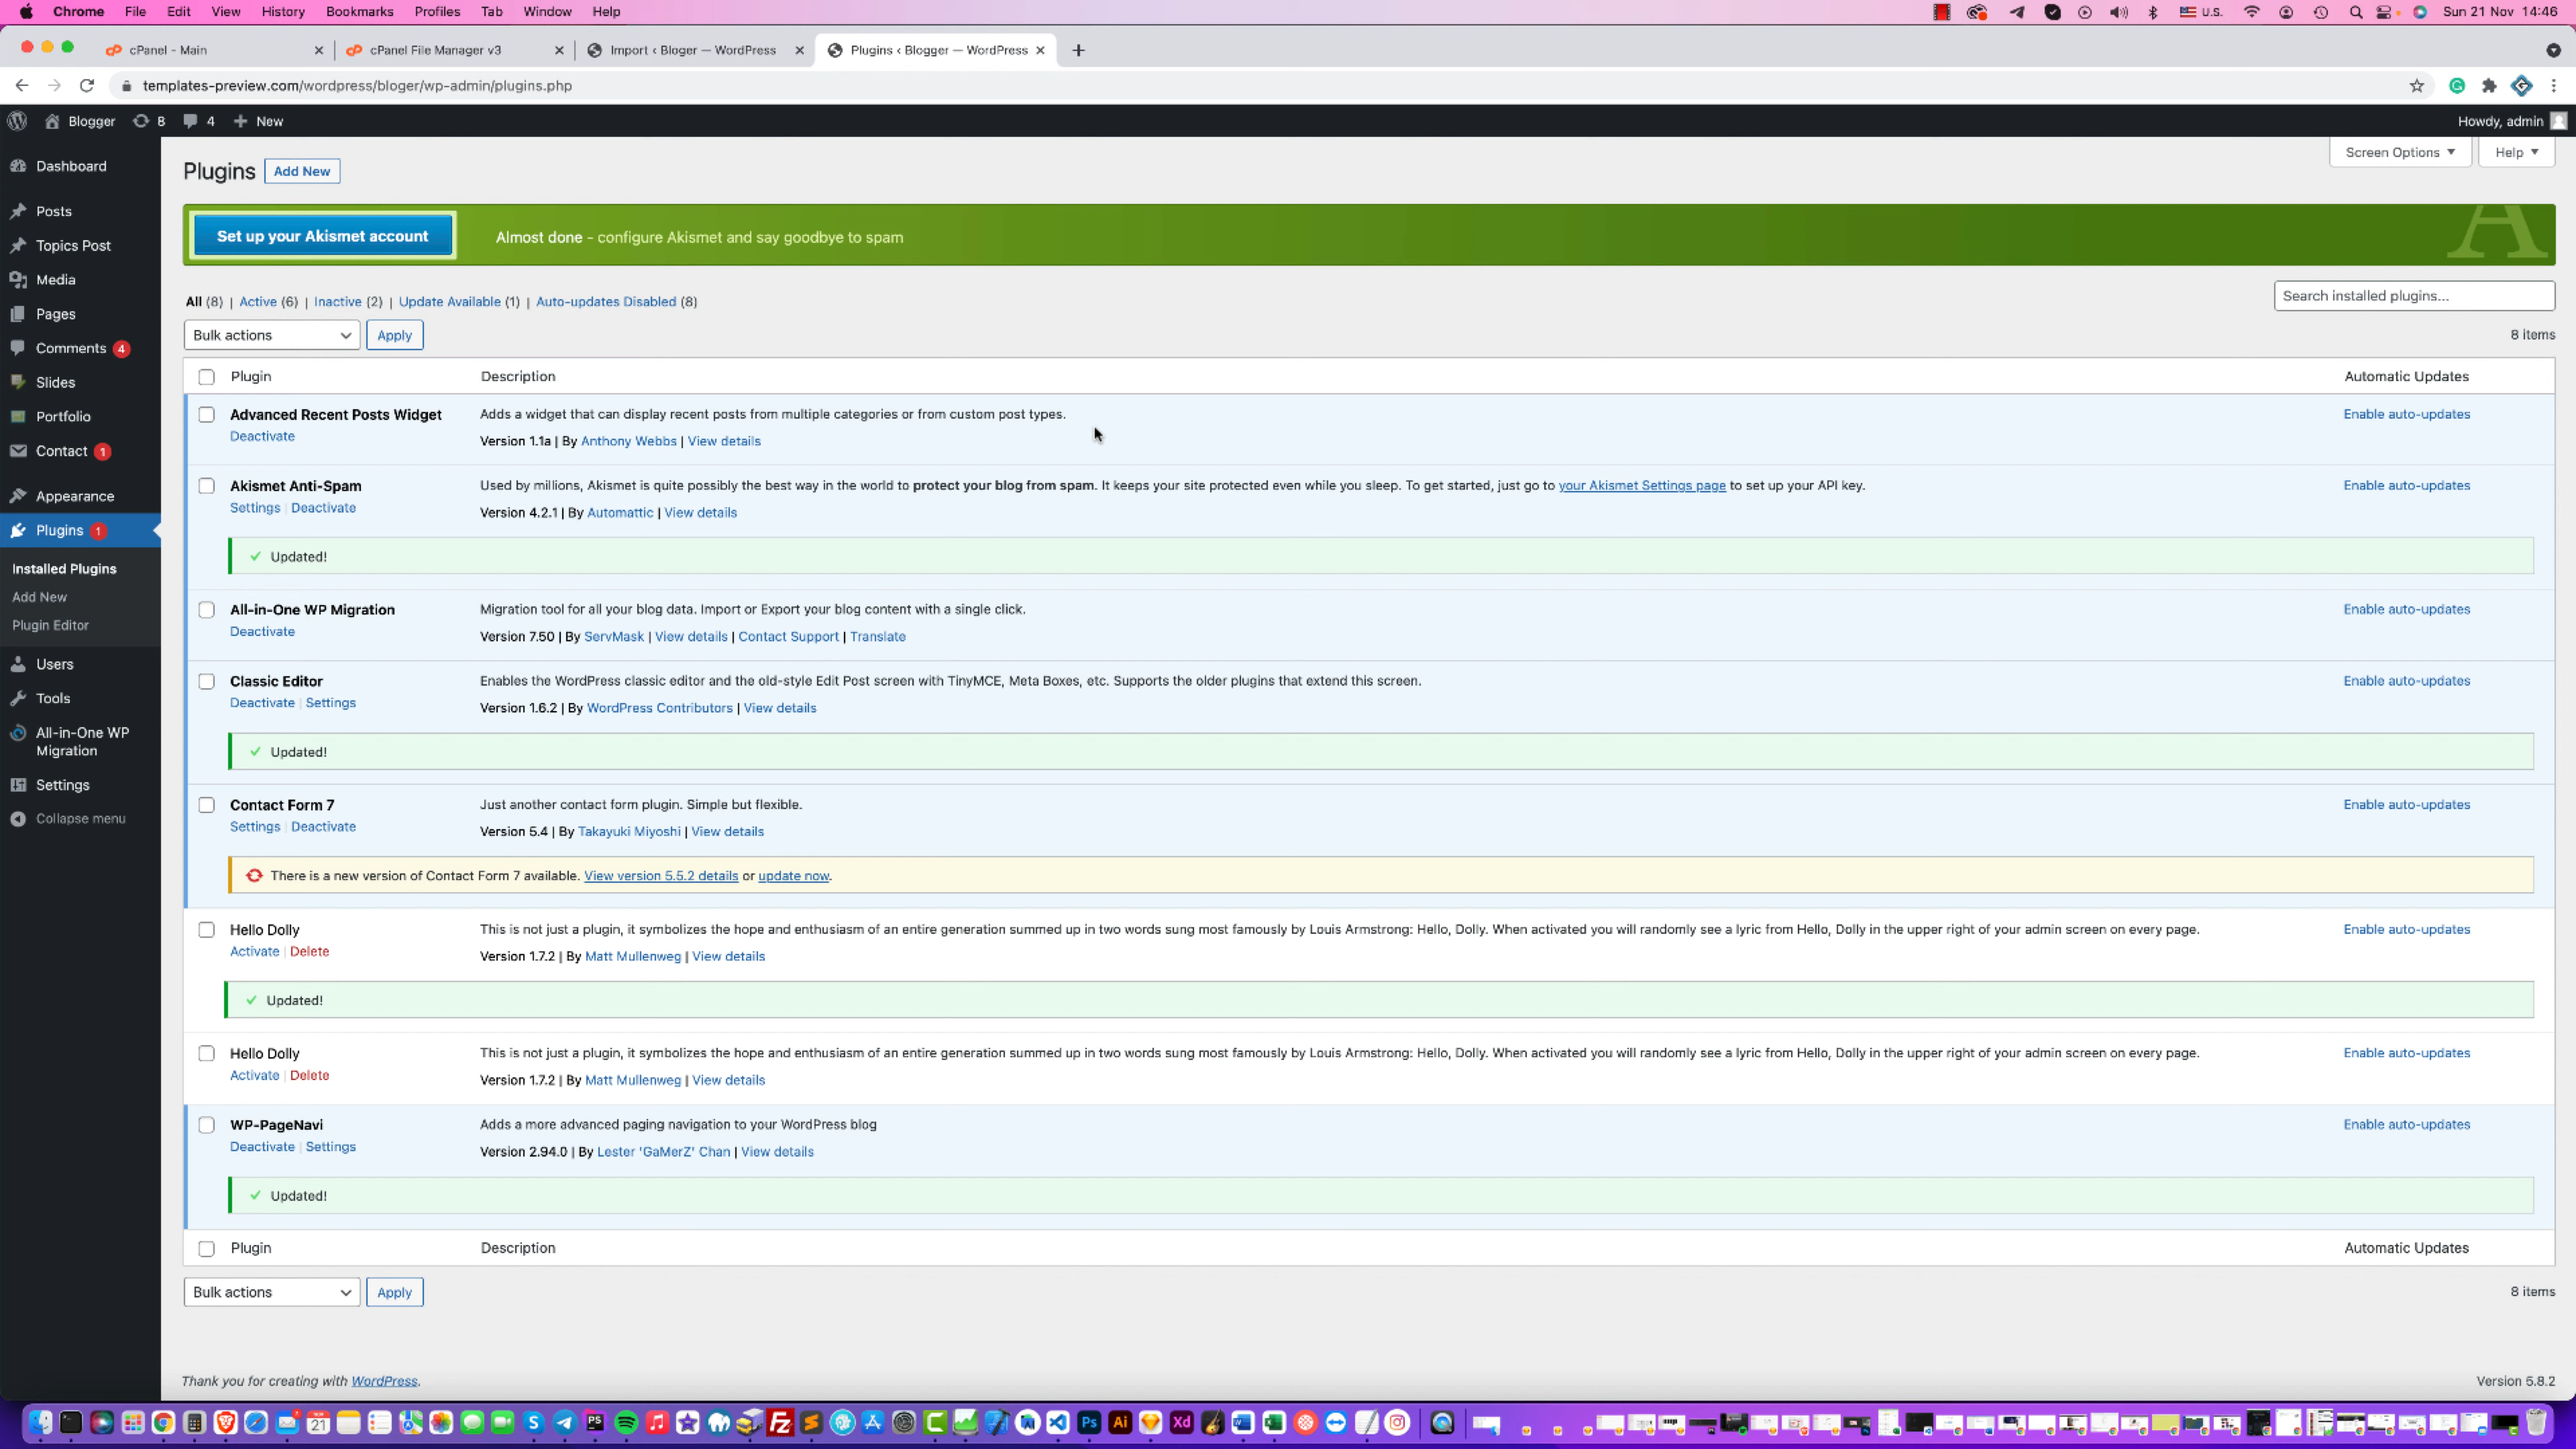 Chrome File Edit View History Bookmarks Profiles Tab Window Help U.S. Sun 21 Nov 14:46
cPanel - Main cPanel File Manager v3 Import ‹ Bloger — WordPress Plugins ‹ Blogger — WordPress
templates-preview.com/wordpress/bloger/wp-admin/plugins.php
Blogger 8 4 New Howdy, admin
Dashboard
Posts
Topics Post
Media
Pages
Comments 4
Slides
Portfolio
Contact 1
Appearance
Plugins 1
Installed Plugins
Add New
Plugin Editor
Users
Tools
All-in-One WP
Migration
Settings
Collapse menu
Screen Options Help
Plugins Add New
Set up your Akismet account Almost done - configure Akismet and say goodbye to spam
A
All (8) | Active (6) | Inactive (2) | Update Available (1) | Auto-updates Disabled (8)
Search installed plugins...
Bulk actions Apply 8 items
Plugin Description Automatic Updates
Advanced Recent Posts Widget Adds a widget that can display recent posts from multiple categories or from custom post types. Enable auto-updates
Deactivate Version 1.1a | By Anthony Webbs | View details
Akismet Anti-Spam Used by millions, Akismet is quite possibly the best way in the world to protect your blog from spam. It keeps your site protected even while you sleep. To get started, just go to your Akismet Settings page to set up your API key. Enable auto-updates
Settings | Deactivate Version 4.2.1 | By Automattic | View details
Updated!
All-in-One WP Migration Migration tool for all your blog data. Import or Export your blog content with a single click. Enable auto-updates
Deactivate Version 7.50 | By ServMask | View details | Contact Support | Translate
Classic Editor Enables the WordPress classic editor and the old-style Edit Post screen with TinyMCE, Meta Boxes, etc. Supports the older plugins that extend this screen. Enable auto-updates
Deactivate | Settings Version 1.6.2 | By WordPress Contributors | View details
Updated!
Contact Form 7 Just another contact form plugin. Simple but flexible. Enable auto-updates
Settings | Deactivate Version 5.4 | By Takayuki Miyoshi | View details
There is a new version of Contact Form 7 available. View version 5.5.2 details or update now.
Hello Dolly This is not just a plugin, it symbolizes the hope and enthusiasm of an entire generation summed up in two words sung most famously by Louis Armstrong: Hello, Dolly. When activated you will randomly see a lyric from Hello, Dolly in the upper right of your admin screen on every page. Enable auto-updates
Activate | Delete Version 1.7.2 | By Matt Mullenweg | View details
Updated!
Hello Dolly This is not just a plugin, it symbolizes the hope and enthusiasm of an entire generation summed up in two words sung most famously by Louis Armstrong: Hello, Dolly. When activated you will randomly see a lyric from Hello, Dolly in the upper right of your admin screen on every page. Enable auto-updates
Activate | Delete Version 1.7.2 | By Matt Mullenweg | View details
WP-PageNavi Adds a more advanced paging navigation to your WordPress blog Enable auto-updates
Deactivate | Settings Version 2.94.0 | By Lester 'GaMerZ' Chan | View details
Updated!
Plugin Description Automatic Updates
Bulk actions Apply 8 items
Thank you for creating with WordPress. Version 5.8.2
21 PS Fz Ps Ai Xd